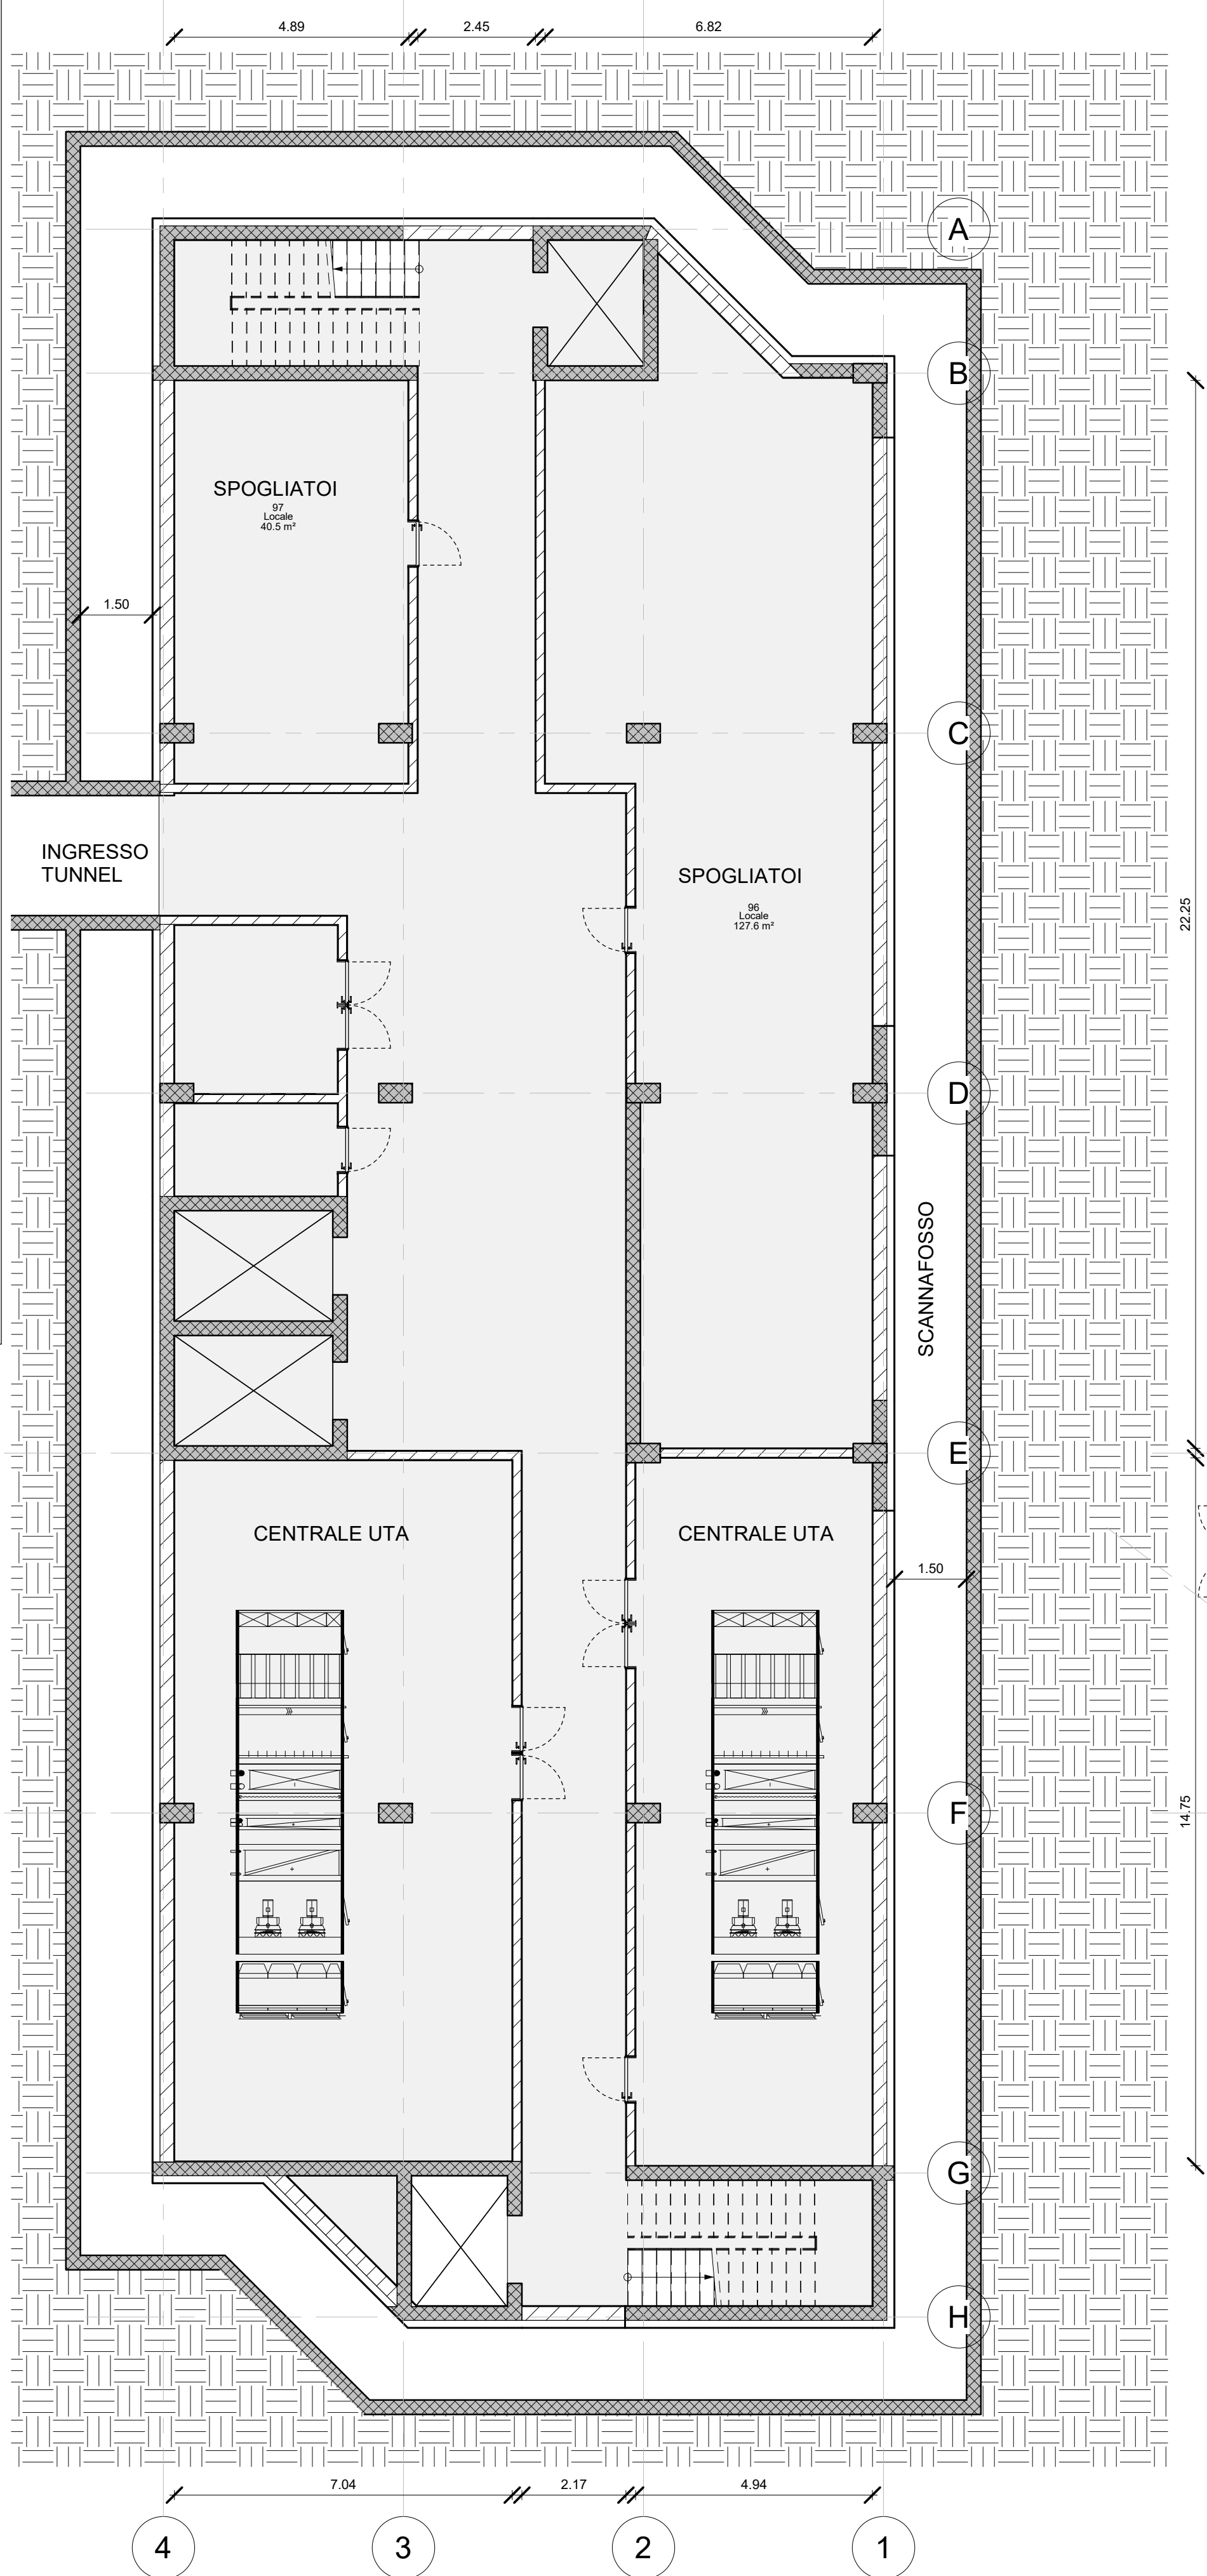 4.89
2.45
6.82
A
B
SPOGLIATOI
97
Locale
40.5 m²
1.50
C
INGRESSO
TUNNEL
SPOGLIATOI
96
Locale
127.6 m²
22.25
D
SCANNAFOSSO
E
CENTRALE UTA
CENTRALE UTA
1.50
F
14.75
G
H
7.04
2.17
4.94
4
3
2
1